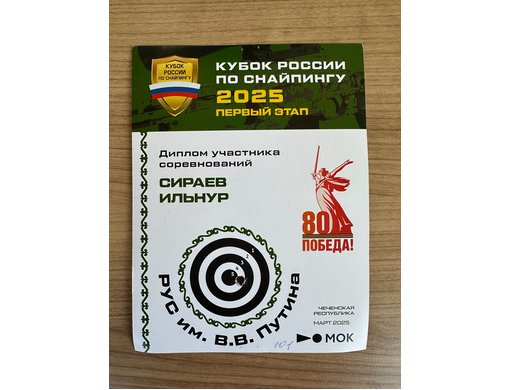 КУБОК
РОССИИ
ПО СНАЙПИНГУ
КУБОК РОССИИ
ПО СНАЙПИНГУ
2025
ПЕРВЫЙ ЭТАП
Диплом участника
соревнований
СИРАЕВ
ИЛЬНУР
80
ПОБЕДА!
РУС им. В.В. Путина
ЧЕЧЕНСКАЯ
РЕСПУБЛИКА
МАРТ 2025
МОК
101